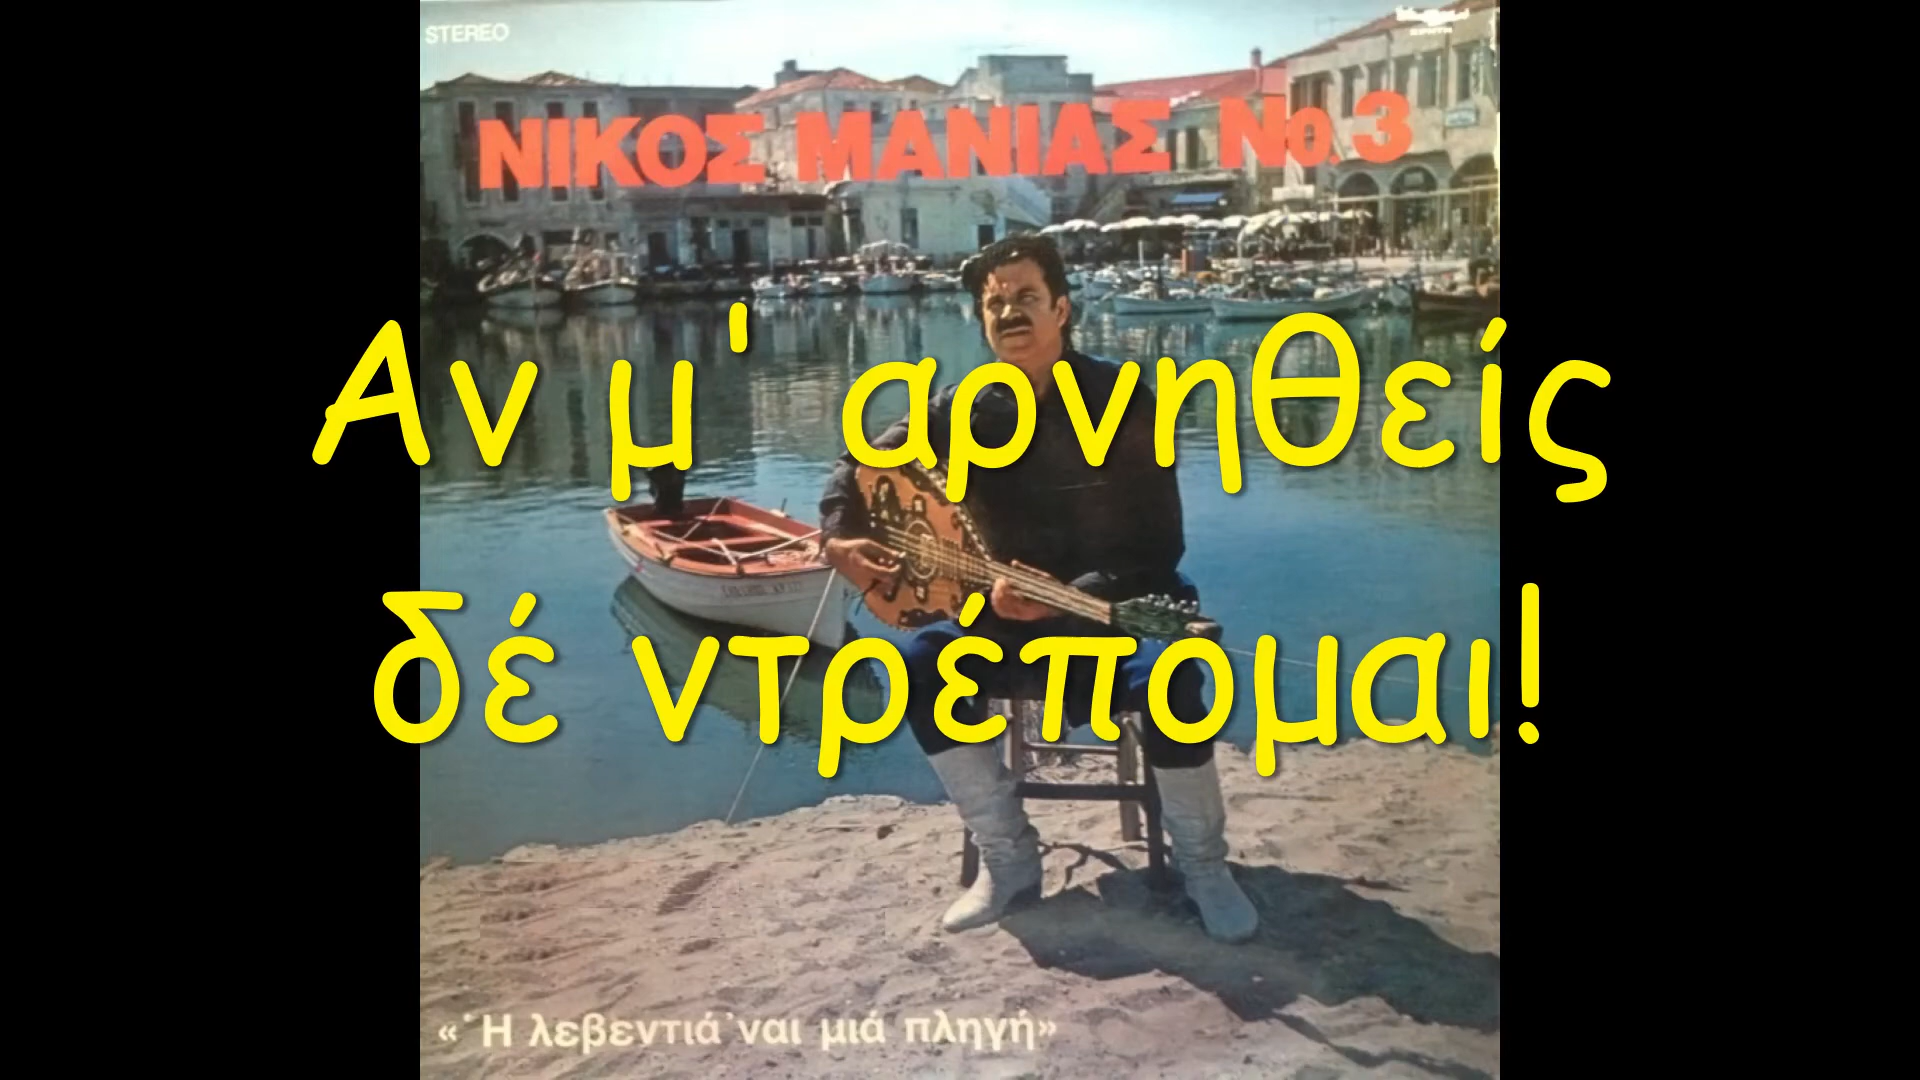 STEREO
ΝΙΚΟΣ ΜΑΝΙΑΣ Νο. 3
Αν μ' αρνηθείς
δέ ντρέπομαι!
«Ἡ λεβεντιά 'ναι μιά πληγή»